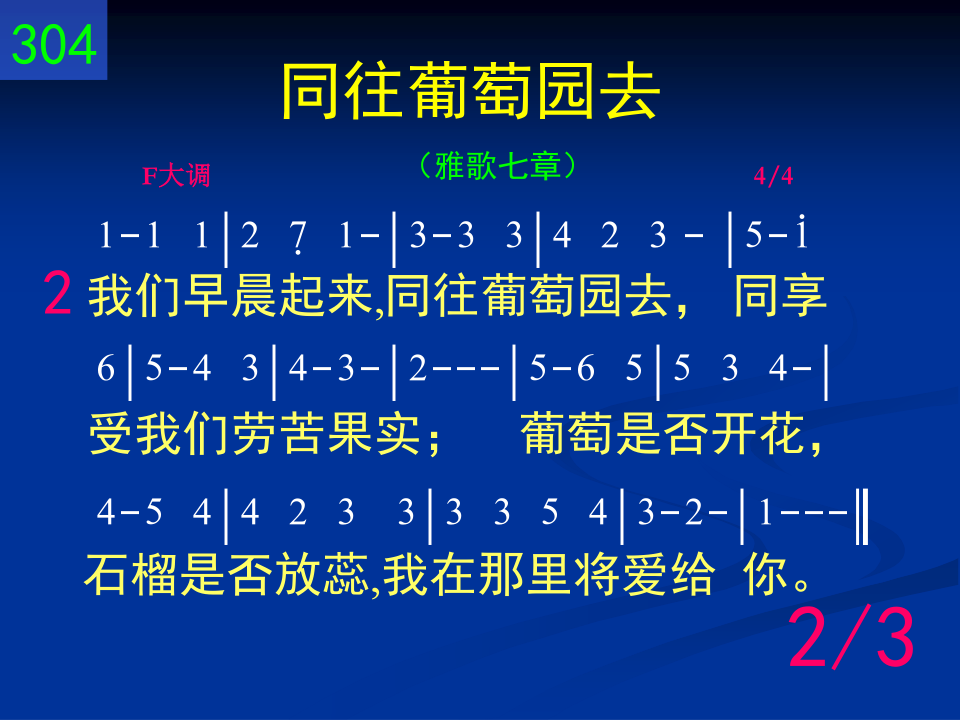 304
同往葡萄园去
F大调 （雅歌七章） 4/4
1-1 1|2 7̣ 1-|3-3 3|4 2 3 - |5-i
2 我们早晨起来,同往葡萄园去， 同享
6|5-4 3|4-3-|2---|5-6 5|5 3 4-|
受我们劳苦果实； 葡萄是否开花，
4-5 4|4 2 3 3|3 3 5 4|3-2-|1---‖
石榴是否放蕊,我在那里将爱给 你。
2/3